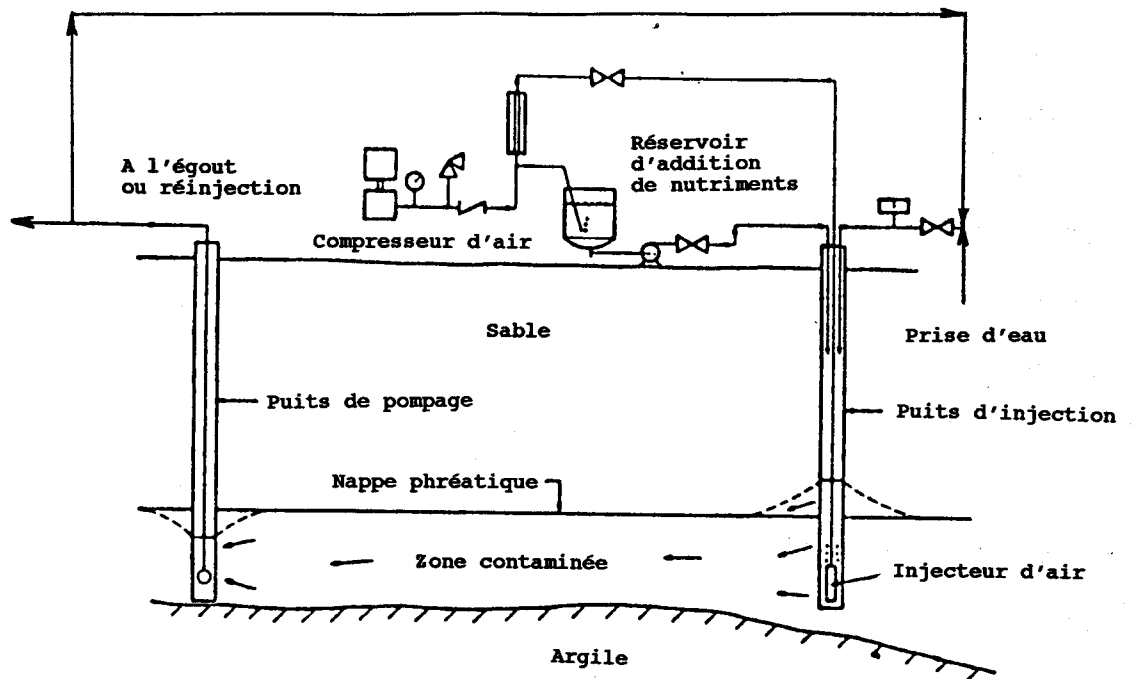 A l'égout
ou réinjection
Réservoir
d'addition
de nutriments
Compresseur d'air
Sable
Prise d'eau
Puits de pompage
Puits d'injection
Nappe phréatique
Zone contaminée
Injecteur d'air
Argile